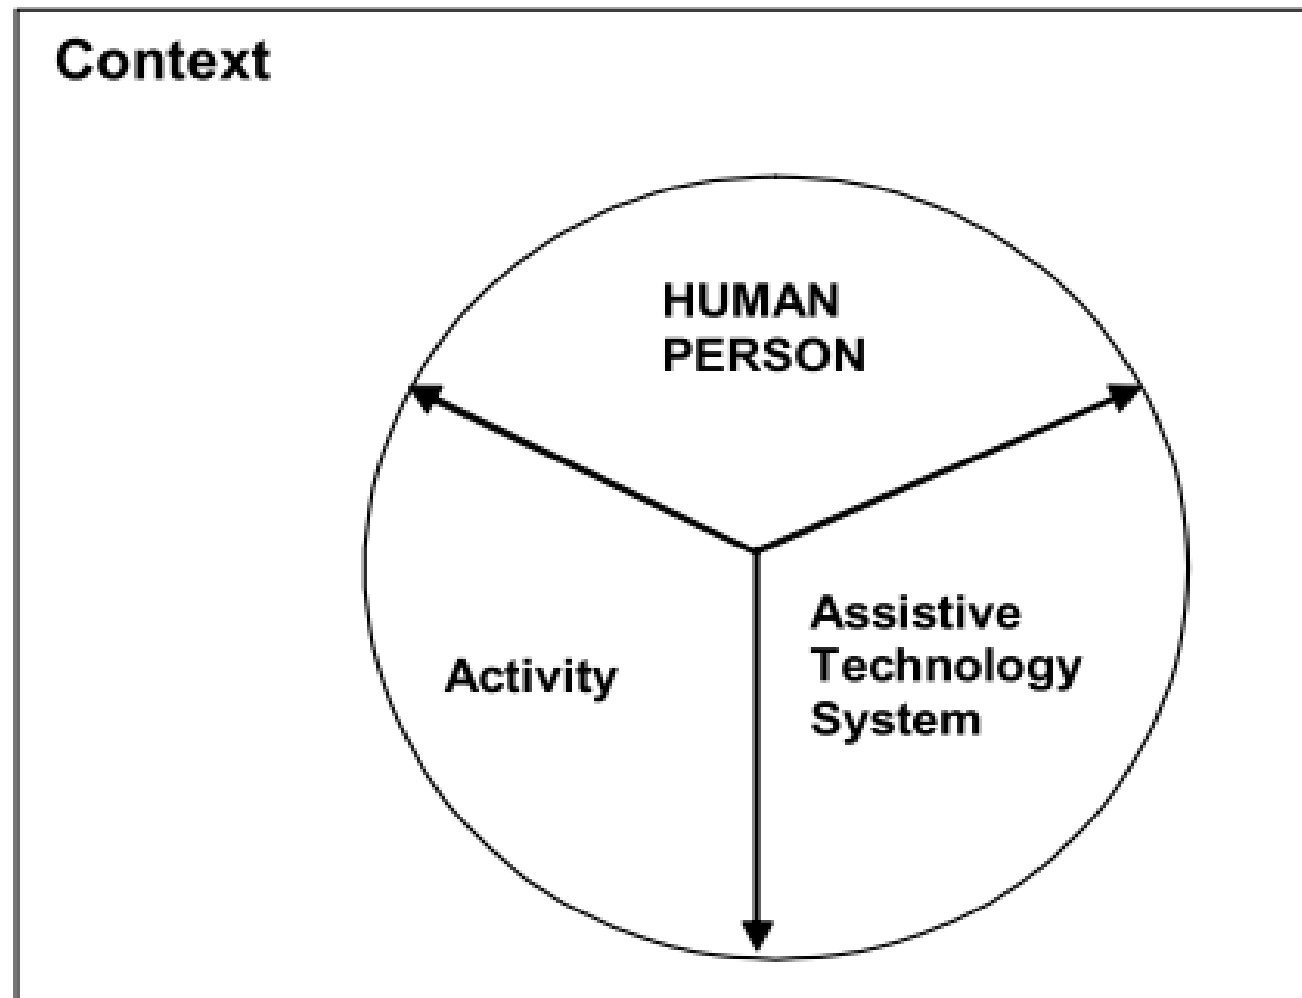 Context
HUMAN
PERSON
Assistive
Technology
System
Activity